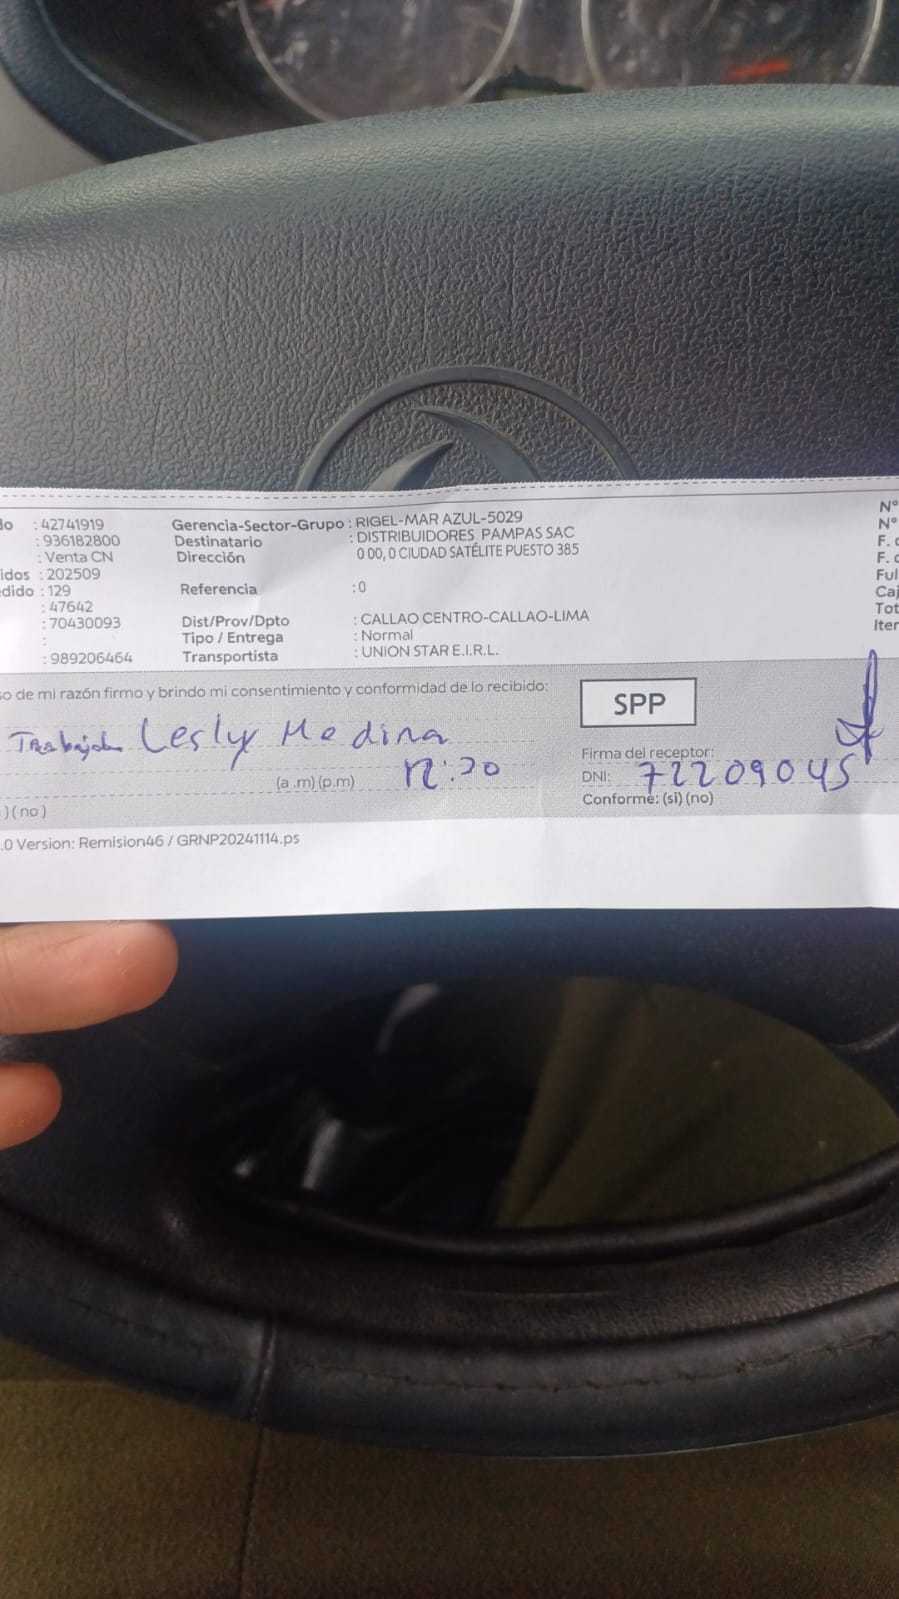 do : 42741919 Gerencia-Sector-Grupo : RIGEL-MAR AZUL-5029 N°
: 936182800 Destinatario : DISTRIBUIDORES PAMPAS SAC N°
: Venta CN Dirección 0 00, 0 CIUDAD SATÉLITE PUESTO 385 F. d
idos : 202509 F. d
edido : 129 Referencia : 0 Ful
: 47642 Caj
: 70430093 Dist/Prov/Dpto : CALLAO CENTRO-CALLAO-LIMA Tot
: Tipo / Entrega : Normal Iter
: 989206464 Transportista : UNION STAR E.I.R.L.
so de mi razón firmo y brindo mi consentimiento y conformidad de lo recibido: SPP
Lesly Medina
Firma del receptor:
(a .m) (p.m) 12:20 DNI: 72209045
) ( no ) Conforme: (si) (no)
.0 Version: Remision46 / GRNP20241114.ps